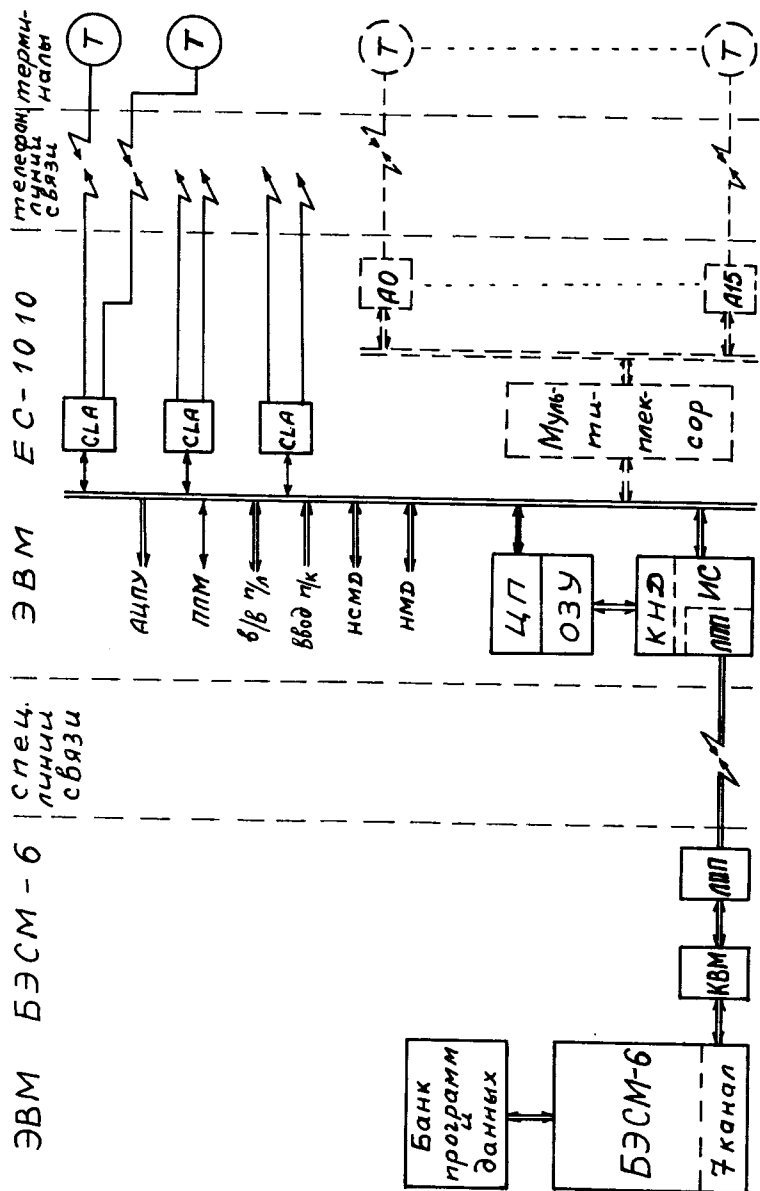 ЭВМ БЭСМ-6
спец.
линии
связи
ЭВМ ЕС-1010
телефон
линии
связи
терми-
налы
Банк
программ
и
данных
БЭСМ-6
7 канал
КВМ
ЛПП
АЦПУ
ППМ
в/в п/л
Ввод п/к
НСМД
НМД
ЦП
ОЗУ
КНД
ЛПП
ИС
CLA
CLA
CLA
Муль-
ти-
плек-
сор
А0
А15
Т
Т
Т
Т